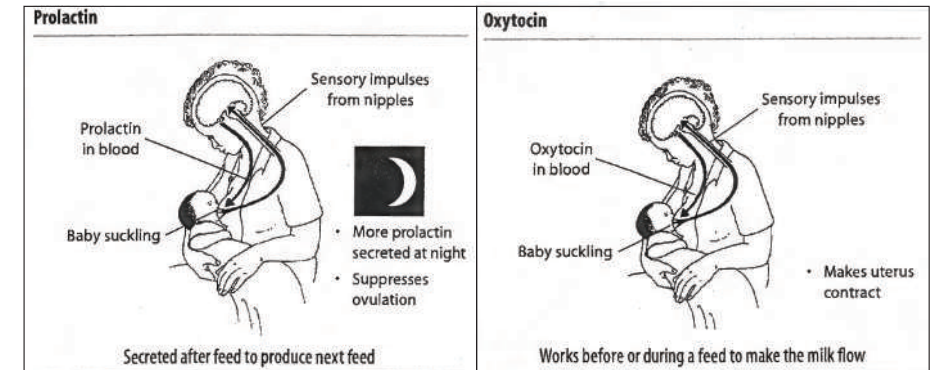 Prolactin
Sensory impulses
from nipples
Prolactin
in blood
Baby suckling
• More prolactin
secreted at night
• Suppresses
ovulation
Secreted after feed to produce next feed
Oxytocin
Sensory impulses
from nipples
Oxytocin
in blood
Baby suckling
• Makes uterus
contract
Works before or during a feed to make the milk flow